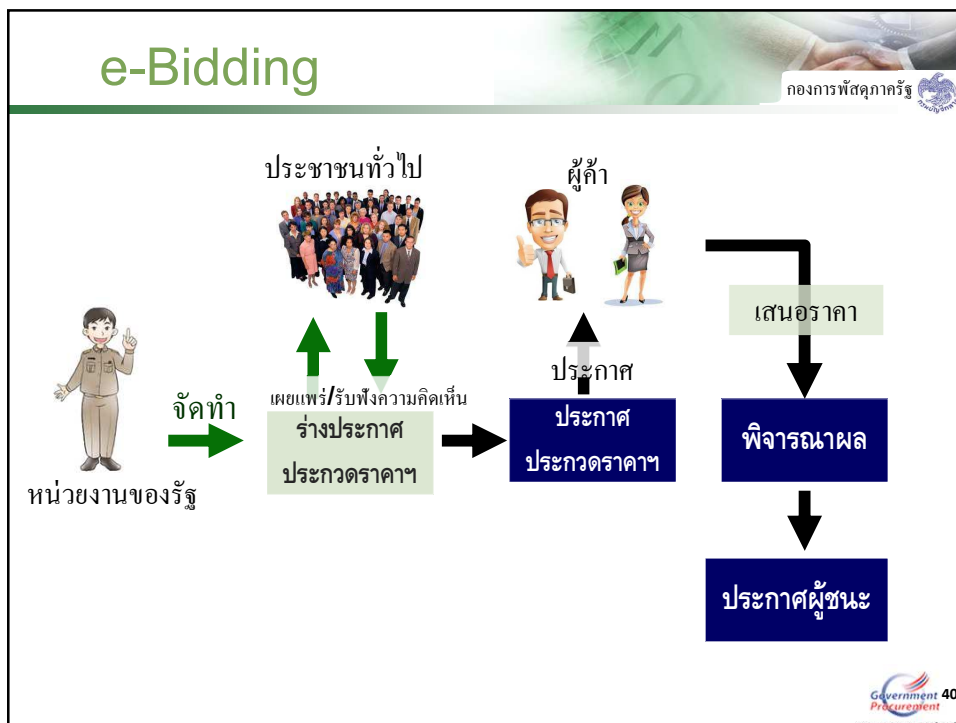 e-Bidding
กองการพัสดุภาครัฐ
ประชาชนทั่วไป
ผู้ค้า
เสนอราคา
เผยแพร่/รับฟังความคิดเห็น
ประกาศ
จัดทำ
ร่างประกาศ
ประกวดราคาฯ
ประกาศ
ประกวดราคาฯ
พิจารณาผล
หน่วยงานของรัฐ
ประกาศผู้ชนะ
Government
Procurement
40